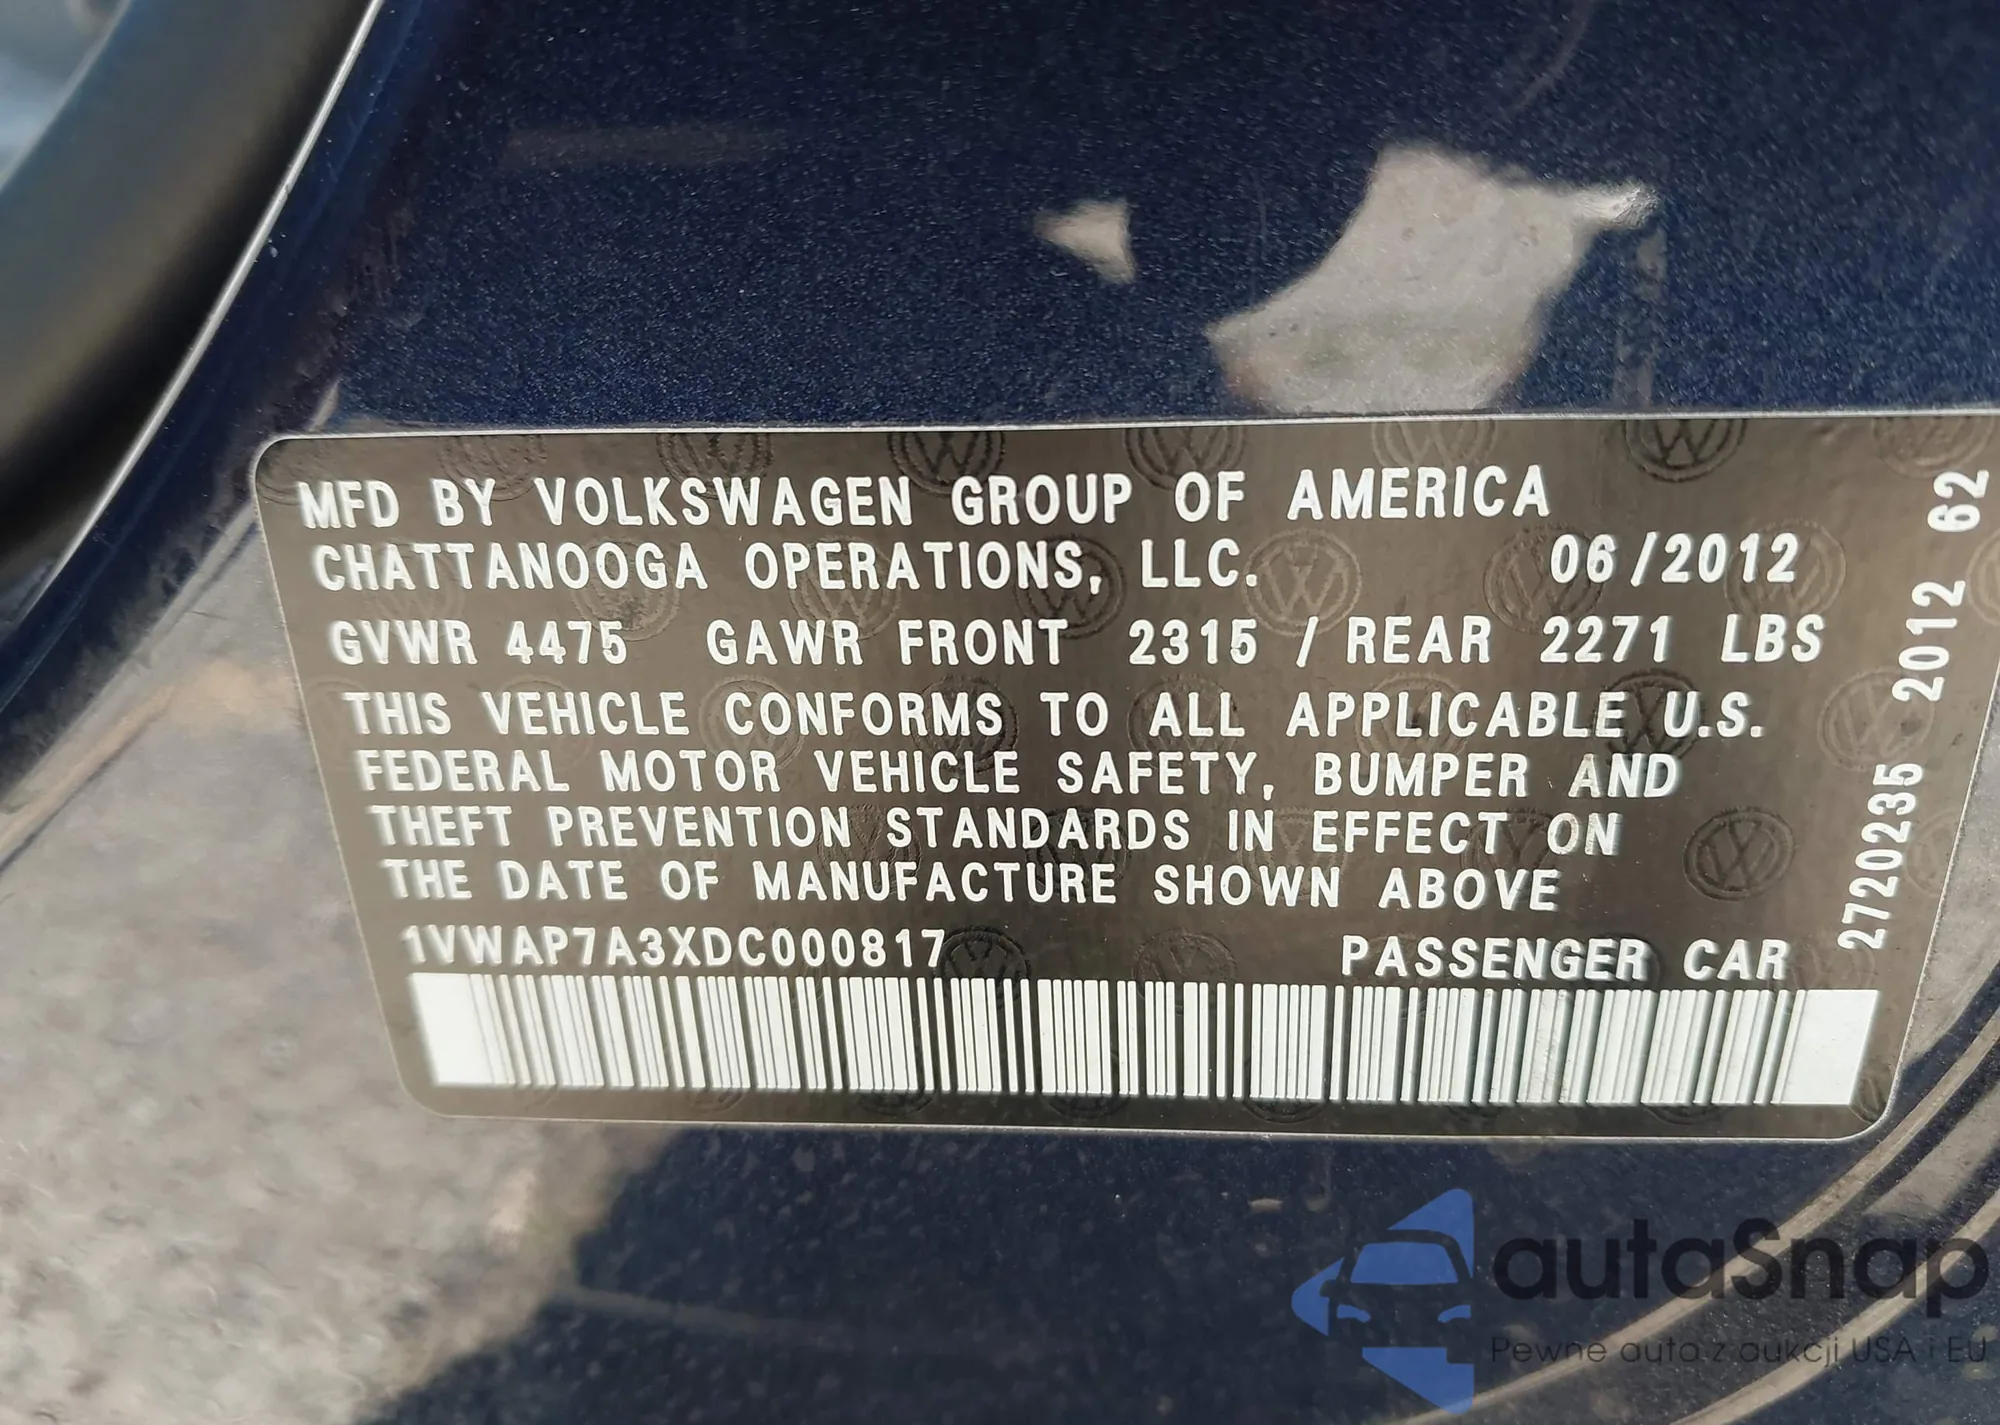 MFD BY VOLKSWAGEN GROUP OF AMERICA
CHATTANOOGA OPERATIONS, LLC. 06/2012
GVWR 4475 GAWR FRONT 2315 / REAR 2271 LBS
THIS VEHICLE CONFORMS TO ALL APPLICABLE U.S.
FEDERAL MOTOR VEHICLE SAFETY, BUMPER AND
THEFT PREVENTION STANDARDS IN EFFECT ON
THE DATE OF MANUFACTURE SHOWN ABOVE
1VWAP7A3XDC000817 PASSENGER CAR
2720235 2012 62
autaSnap
Pewne auta z aukcji USA i EU